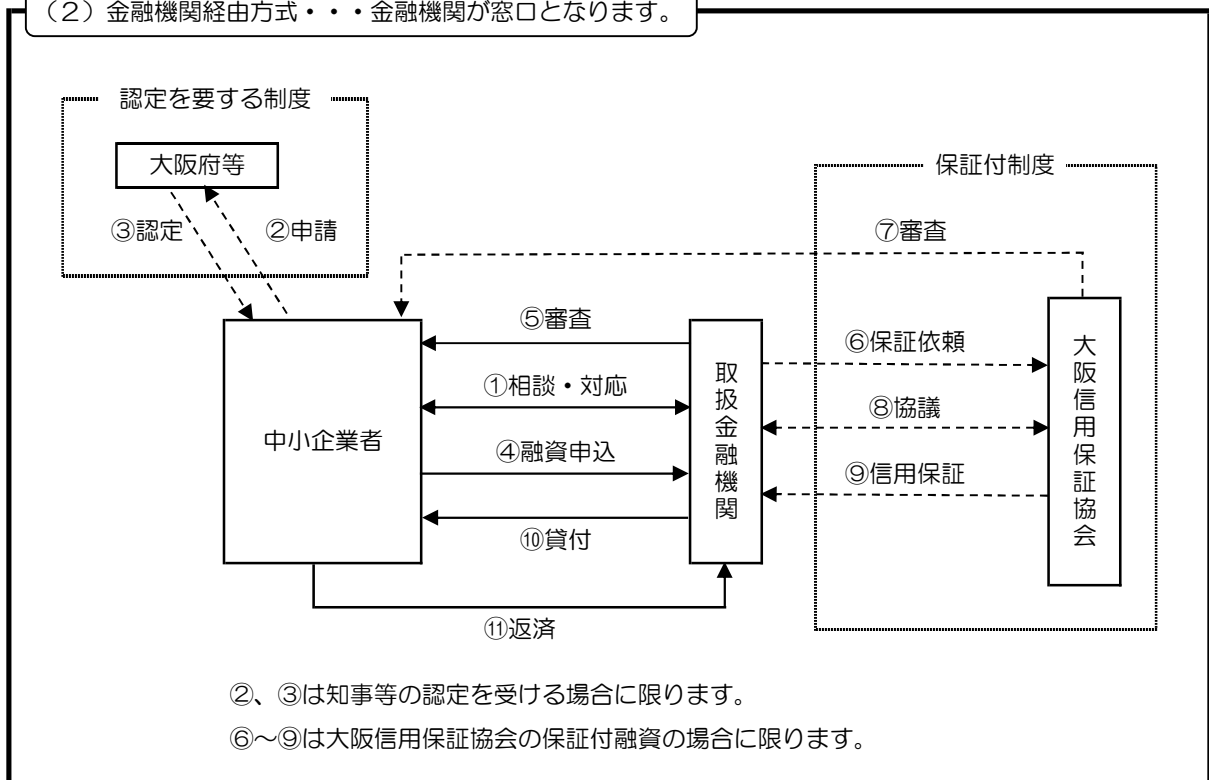 （２）金融機関経由方式・・・金融機関が窓口となります。
認定を要する制度
大阪府等
③認定
②申請
保証付制度
⑦審査
⑤審査
①相談・対応
④融資申込
⑩貸付
⑪返済
中小企業者
取扱金融機関
⑥保証依頼
⑧協議
⑨信用保証
大阪信用保証協会
②、③は知事等の認定を受ける場合に限ります。
⑥～⑨は大阪信用保証協会の保証付融資の場合に限ります。